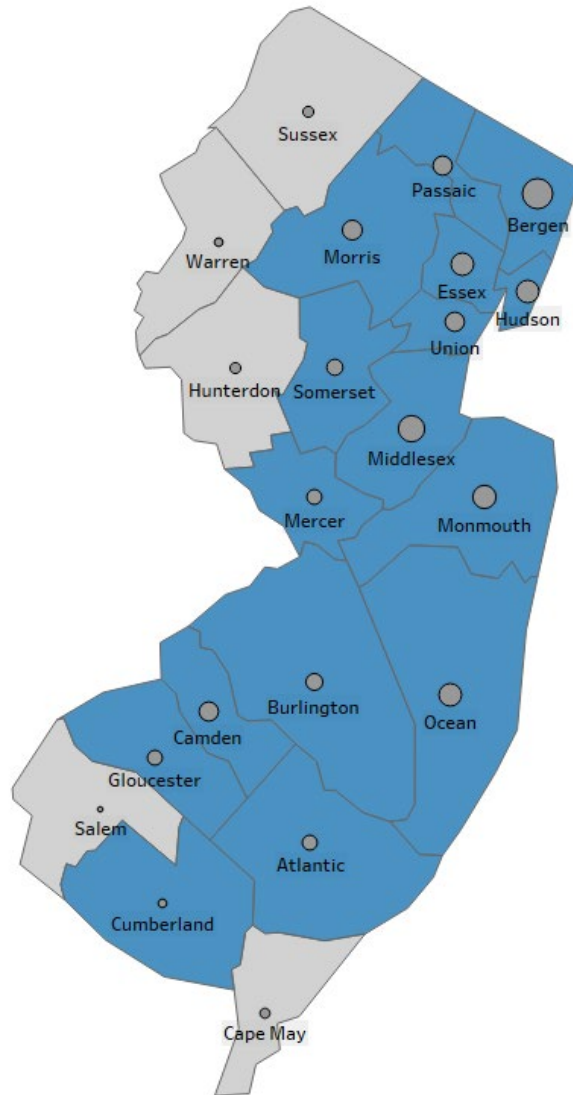 Sussex
Passaic
Bergen
Warren
Morris
Essex
Hudson
Union
Hunterdon
Somerset
Middlesex
Mercer
Monmouth
Burlington
Ocean
Camden
Gloucester
Salem
Atlantic
Cumberland
Cape May